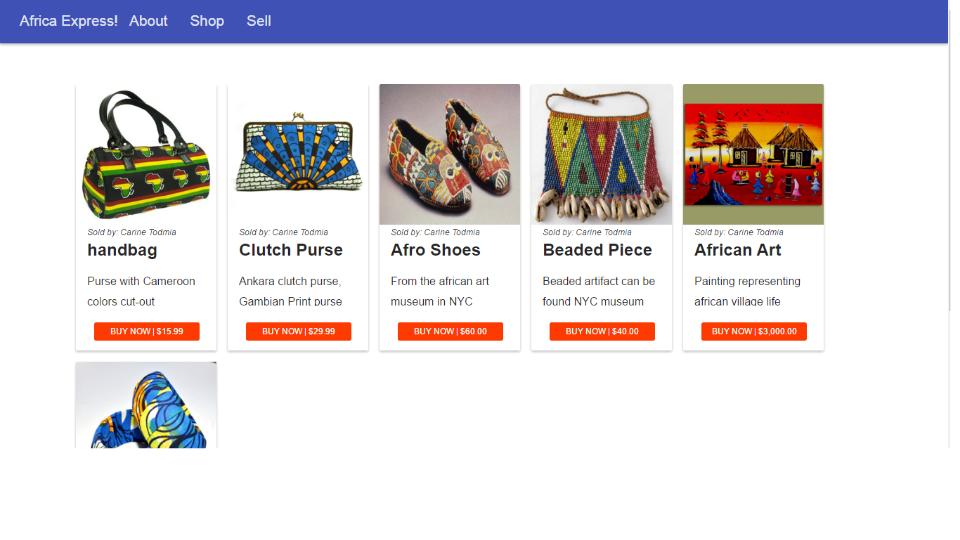 Africa Express! About Shop Sell
Sold by: Carine Todmia
handbag
Purse with Cameroon
colors cut-out
BUY NOW | $15.99
Sold by: Carine Todmia
Clutch Purse
Ankara clutch purse,
Gambian Print purse
BUY NOW | $29.99
Sold by: Carine Todmia
Afro Shoes
From the african art
museum in NYC
BUY NOW | $60.00
Sold by: Carine Todmia
Beaded Piece
Beaded artifact can be
found NYC museum
BUY NOW | $40.00
Sold by: Carine Todmia
African Art
Painting representing
african village life
BUY NOW | $3,000.00